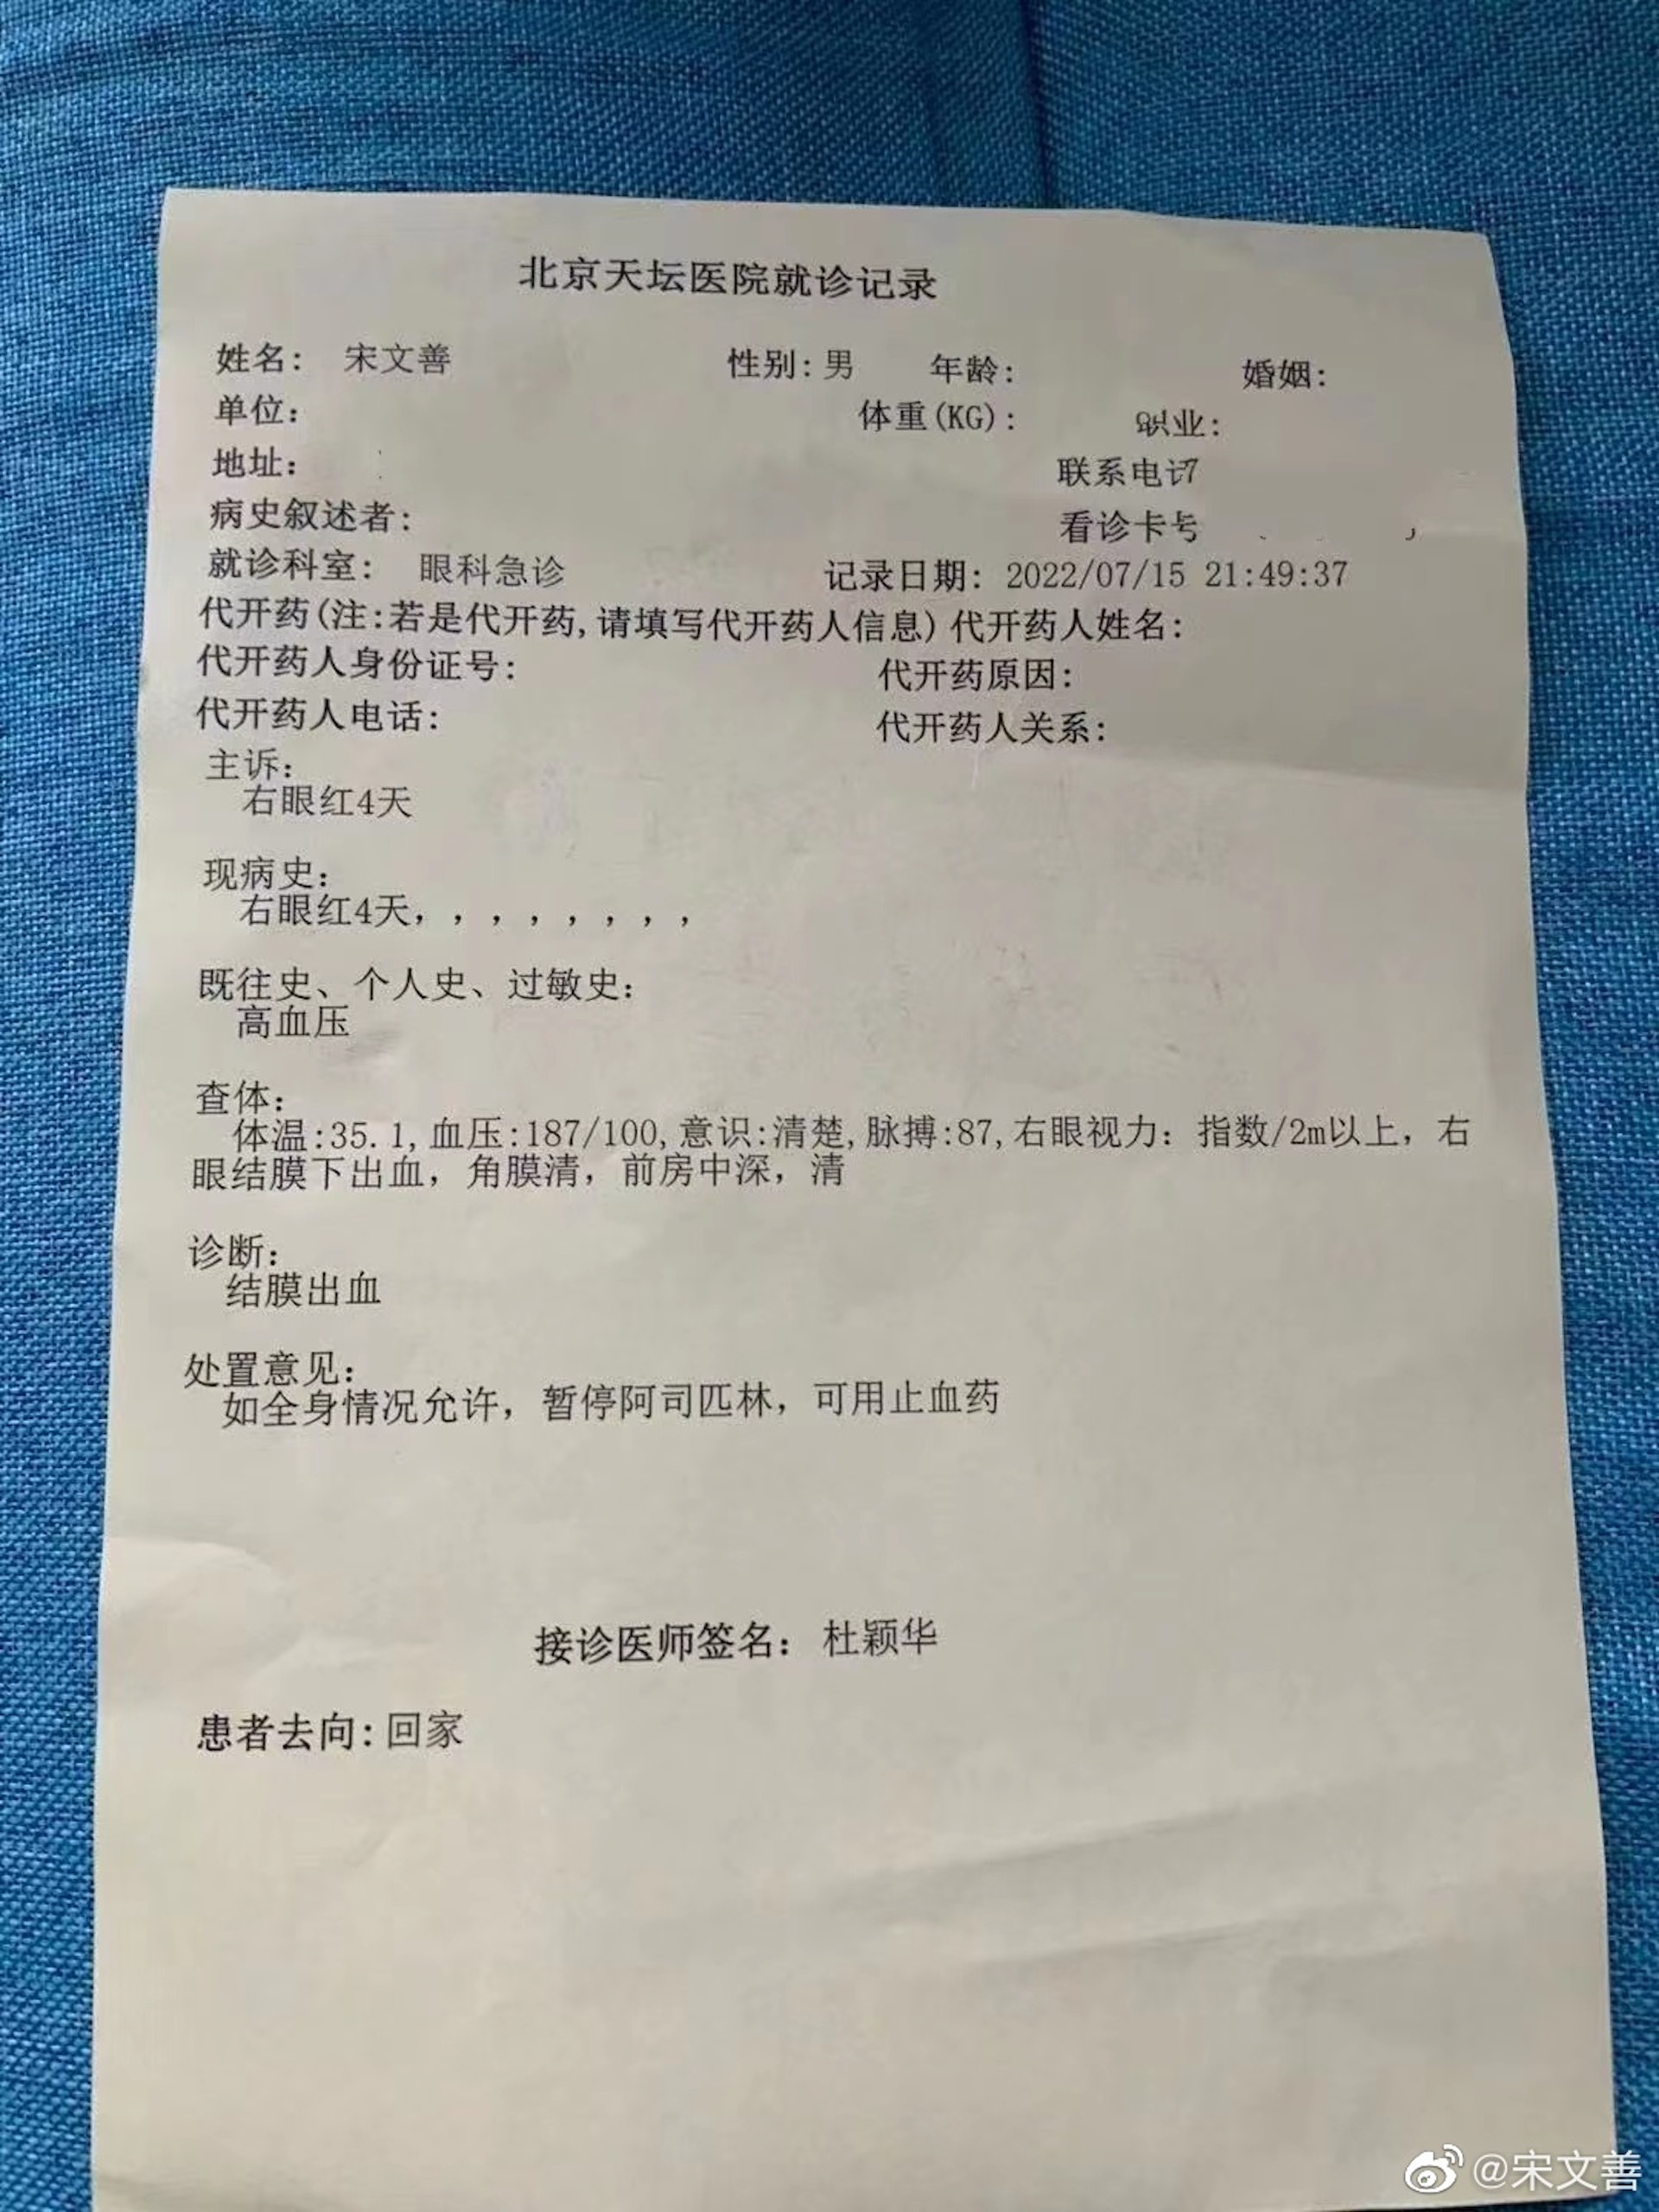 北京天坛医院就诊记录
姓名: 宋文善 性别:男 年龄: 婚姻:
单位: 体重(KG): 职业:
地址: 联系电
病史叙述者: 看诊卡号
就诊科室: 眼科急诊 记录日期: 2022/07/15 21:49:37
代开药(注:若是代开药,请填写代开药人信息) 代开药人姓名:
代开药人身份证号: 代开药原因:
代开药人电话: 代开药人关系:
主诉:
右眼红4天
现病史:
右眼红4天，，，，，，，，
既往史、个人史、过敏史:
高血压
查体:
体温:35.1,血压:187/100,意识:清楚,脉搏:87,右眼视力: 指数/2m以上，右
眼结膜下出血，角膜清，前房中深，清
诊断:
结膜出血
处置意见:
如全身情况允许，暂停阿司匹林，可用止血药
接诊医师签名: 杜颖华
患者去向:回家
@宋文善